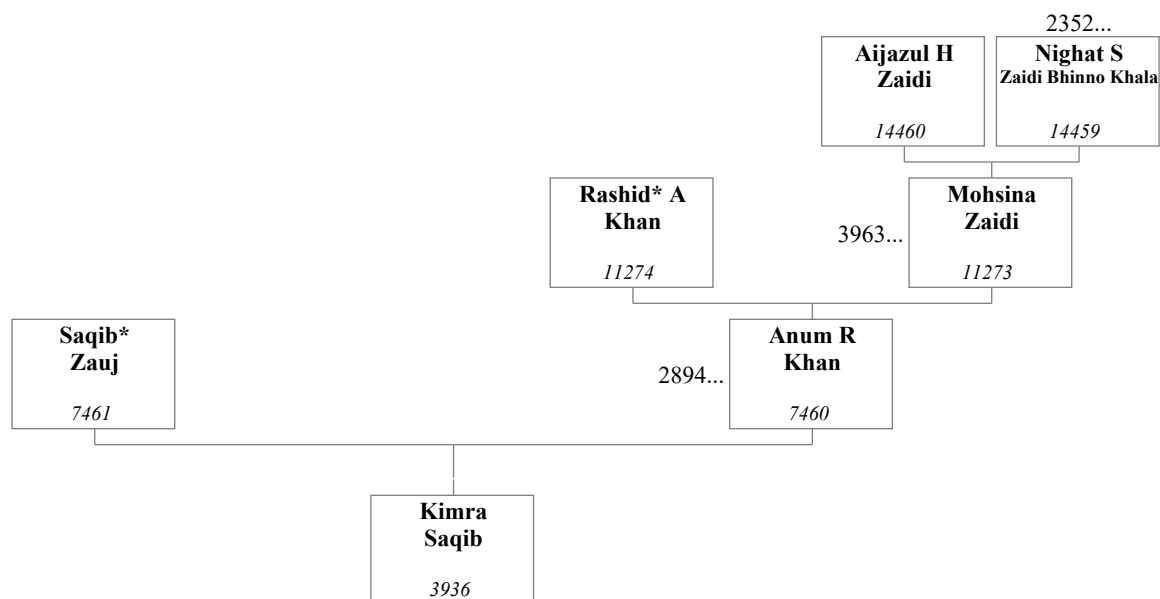 2352...
Aijazul H
Zaidi
14460
Nighat S
Zaidi Bhinno Khala
14459
Rashid* A
Khan
11274
3963...
Mohsina
Zaidi
11273
Saqib*
Zauj
7461
2894...
Anum R
Khan
7460
Kimra
Saqib
3936